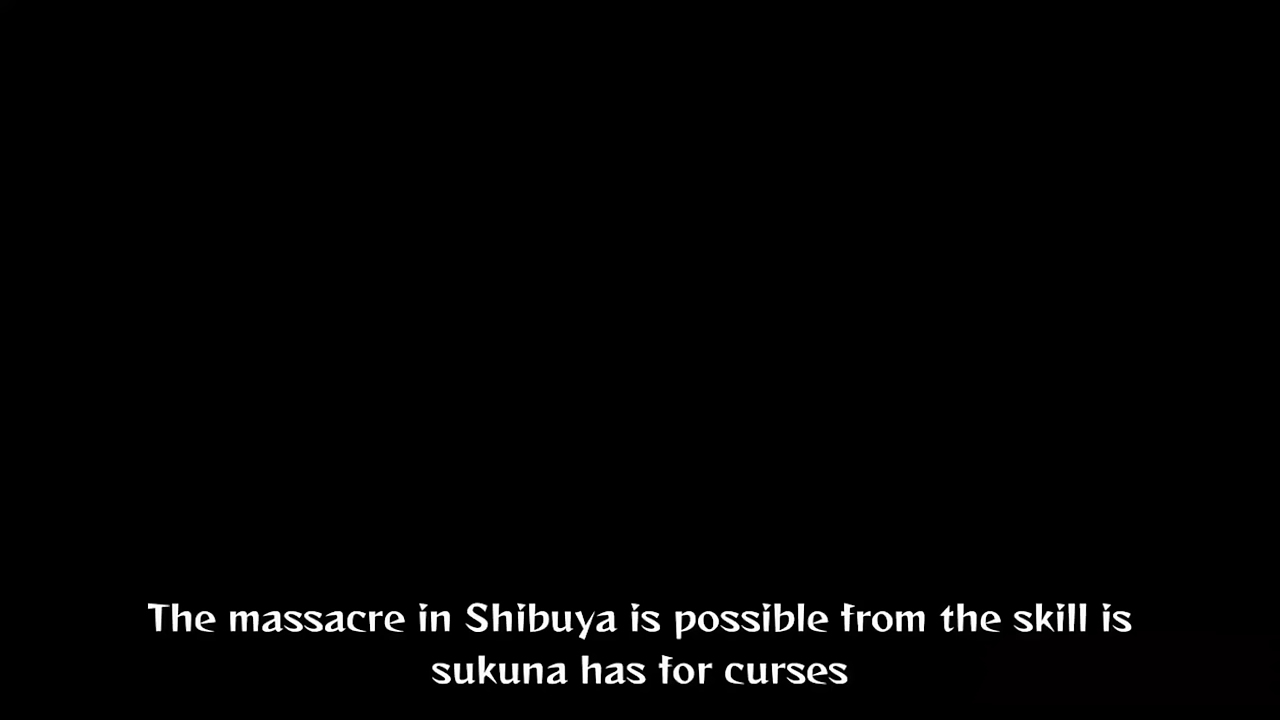 The massacre in Shibuya is possible from the skill is
sukuna has for curses